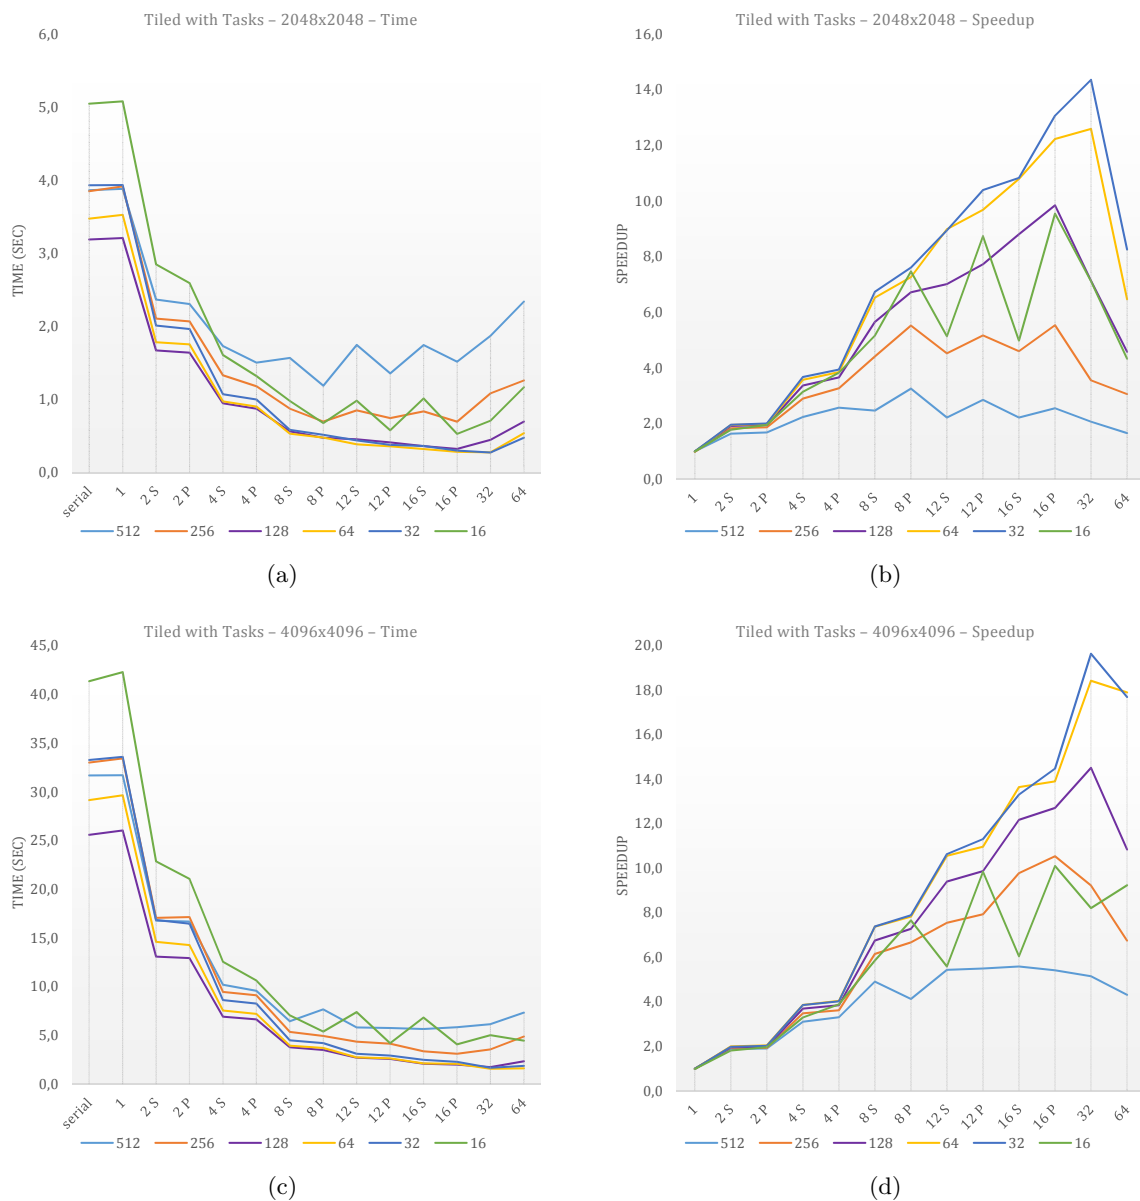 Tiled with Tasks – 2048x2048 – Time
6,0
5,0
4,0
3,0
2,0
1,0
0,0
TIME (SEC)
serial 1 2 S 2 P 4 S 4 P 8 S 8 P 12 S 12 P 16 S 16 P 32 64
512 256 128 64 32 16
(a)
Tiled with Tasks – 2048x2048 – Speedup
16,0
14,0
12,0
10,0
8,0
6,0
4,0
2,0
0,0
SPEEDUP
1 2 S 2 P 4 S 4 P 8 S 8 P 12 S 12 P 16 S 16 P 32 64
512 256 128 64 32 16
(b)
Tiled with Tasks – 4096x4096 – Time
45,0
40,0
35,0
30,0
25,0
20,0
15,0
10,0
5,0
0,0
TIME (SEC)
serial 1 2 S 2 P 4 S 4 P 8 S 8 P 12 S 12 P 16 S 16 P 32 64
512 256 128 64 32 16
(c)
Tiled with Tasks – 4096x4096 – Speedup
20,0
18,0
16,0
14,0
12,0
10,0
8,0
6,0
4,0
2,0
0,0
SPEEDUP
1 2 S 2 P 4 S 4 P 8 S 8 P 12 S 12 P 16 S 16 P 32 64
512 256 128 64 32 16
(d)